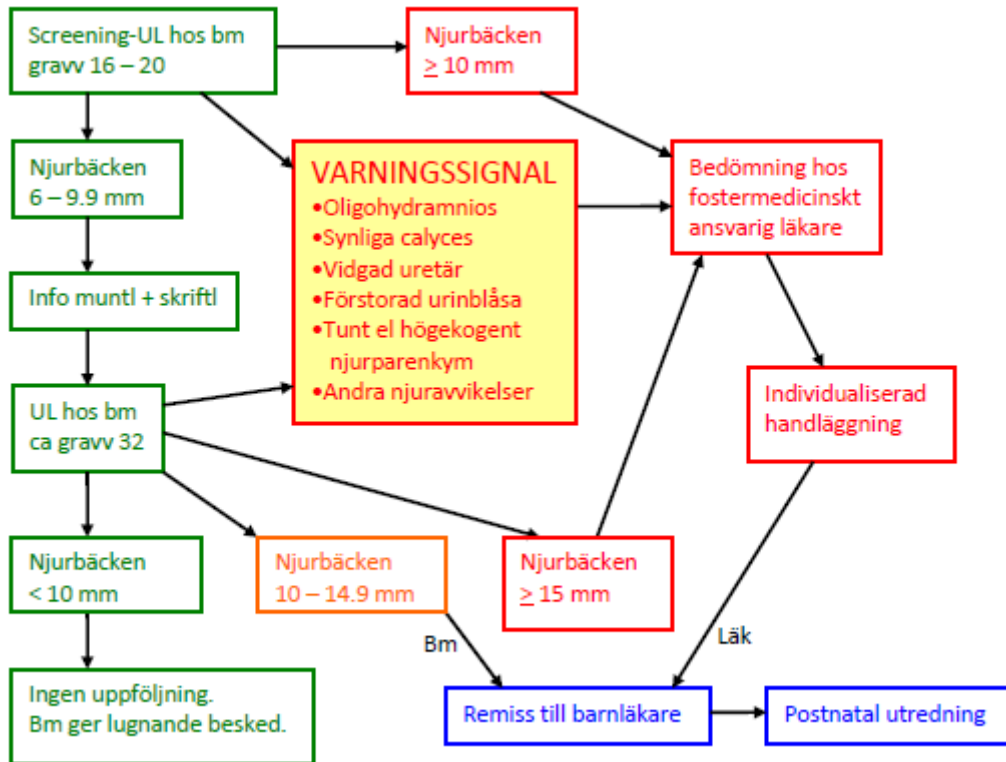 Screening-UL hos bm
gravv 16 – 20
Njurbäcken
≥ 10 mm
Njurbäcken
6 – 9.9 mm
VARNINGSSIGNAL
•Oligohydramnios
•Synliga calyces
•Vidgad uretär
•Förstorad urinblåsa
•Tunt el högekogent
njurparenkym
•Andra njuravvikelser
Bedömning hos
fostermedicinskt
ansvarig läkare
Info muntl + skriftl
UL hos bm
ca gravv 32
Individualiserad
handläggning
Njurbäcken
< 10 mm
Njurbäcken
10 – 14.9 mm
Njurbäcken
≥ 15 mm
Bm
Läk
Ingen uppföljning.
Bm ger lugnande besked.
Remiss till barnläkare
Postnatal utredning